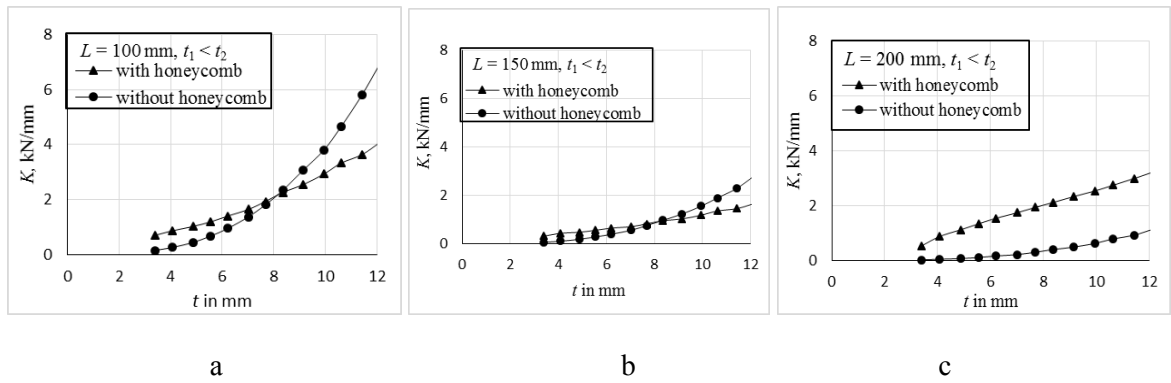 L = 100 mm, t₁ < t₂
with honeycomb
without honeycomb
K, kN/mm
8
6
4
2
0
0 2 4 6 8 10 12
t in mm
a
L = 150 mm, t₁ < t₂
with honeycomb
without honeycomb
K, kN/mm
8
6
4
2
0
0 2 4 6 8 10 12
t in mm
b
L = 200 mm, t₁ < t₂
with honeycomb
without honeycomb
K, kN/mm
8
6
4
2
0
0 2 4 6 8 10 12
t in mm
c